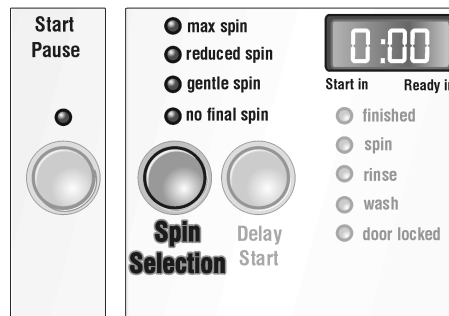 Start
Pause
max spin
reduced spin
gentle spin
no final spin
Spin
Selection
Delay
Start
0:00
Start in
Ready in
finished
spin
rinse
wash
door locked